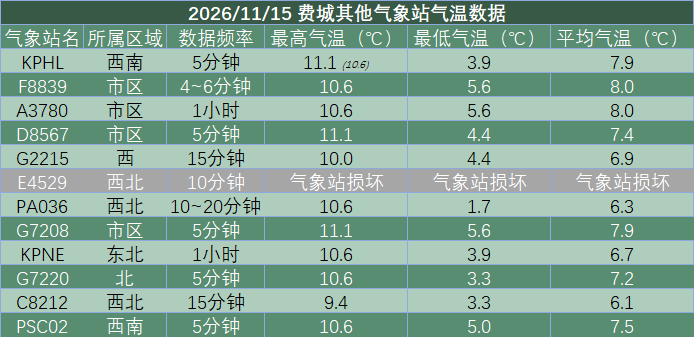 2026/11/15 费城其他气象站气温数据
气象站名 所属区域 数据频率 最高气温（℃） 最低气温（℃） 平均气温（℃）
KPHL 西南 5分钟 11.1 (10.6) 3.9 7.9
F8839 市区 4~6分钟 10.6 5.6 8.0
A3780 市区 1小时 10.6 5.6 8.0
D8567 市区 5分钟 11.1 4.4 7.4
G2215 西 15分钟 10.0 4.4 6.9
E4529 西北 10分钟 气象站损坏 气象站损坏 气象站损坏
PA036 西北 10~20分钟 10.6 1.7 6.3
G7208 市区 5分钟 11.1 5.6 7.9
KPNE 东北 1小时 10.6 3.9 6.7
G7220 北 5分钟 10.6 3.3 7.2
C8212 西北 15分钟 9.4 3.3 6.1
PSC02 西南 5分钟 10.6 5.0 7.5